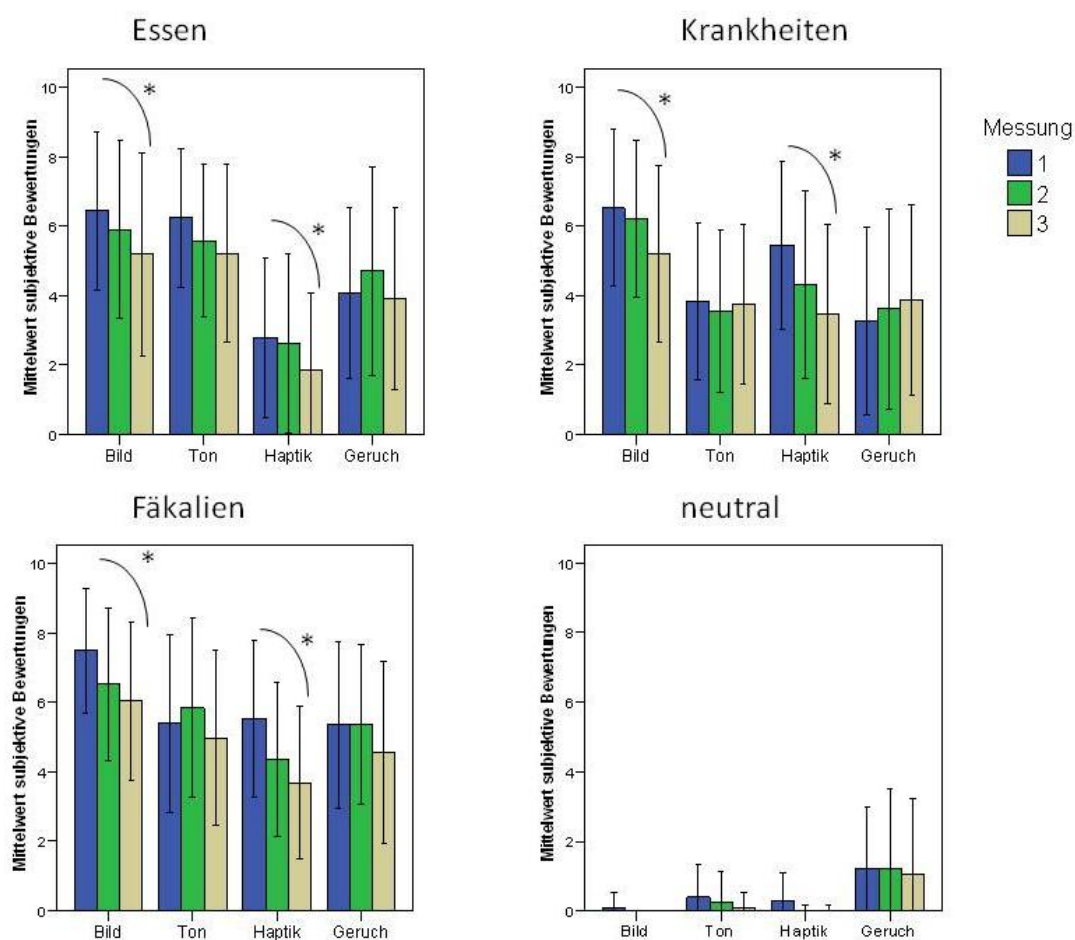 Essen
Mittelwert subjektive Bewertungen
10
8
6
4
2
0
*
*
Bild Ton Haptik Geruch
Krankheiten
Mittelwert subjektive Bewertungen
10
8
6
4
2
0
*
*
Bild Ton Haptik Geruch
Messung
1
2
3
Fäkalien
Mittelwert subjektive Bewertungen
10
8
6
4
2
0
*
*
Bild Ton Haptik Geruch
neutral
Mittelwert subjektive Bewertungen
10
8
6
4
2
0
Bild Ton Haptik Geruch